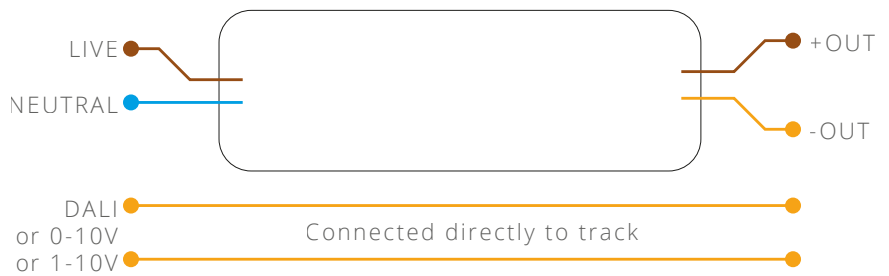 LIVE
+OUT
NEUTRAL
-OUT
DALI
or 0-10V
or 1-10V
Connected directly to track